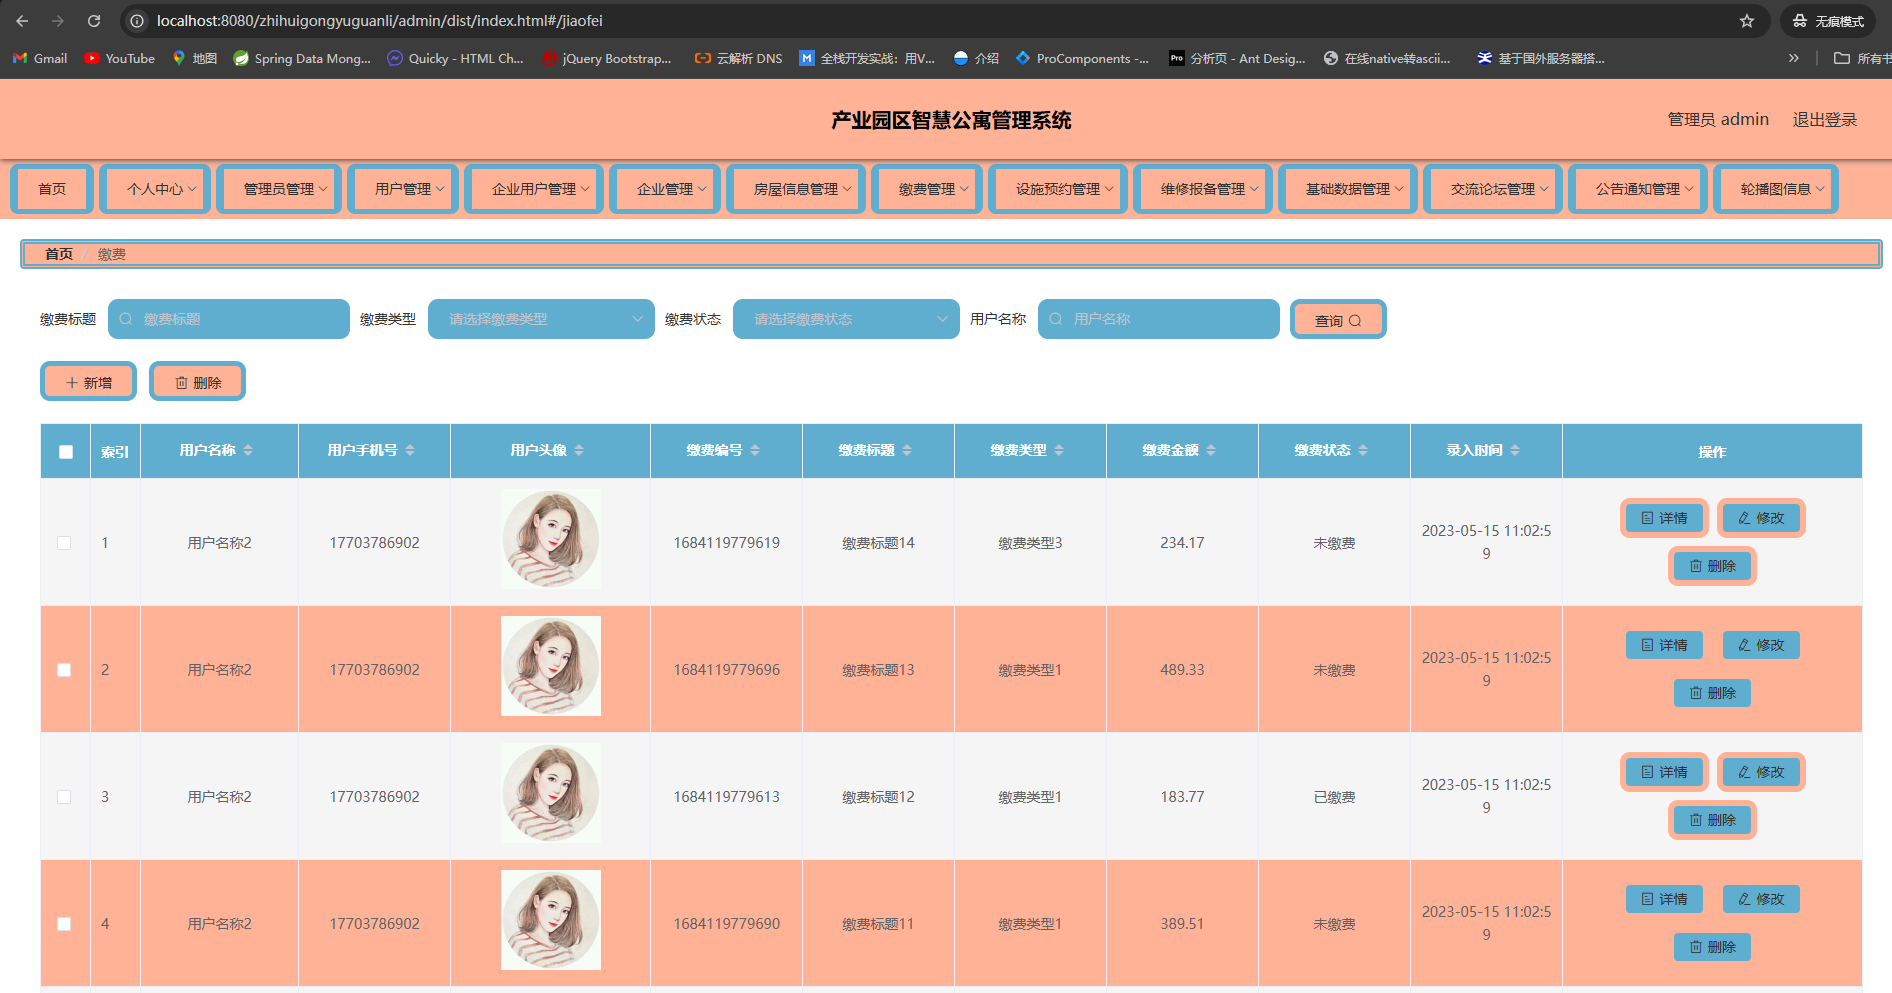 localhost:8080/zhihuigongyuguanli/admin/dist/index.html#/jiaofei 无痕模式
Gmail YouTube 地图 Spring Data Mong... Quicky - HTML Ch... jQuery Bootstrap... 云解析 DNS M 全栈开发实战：用V... 介绍 ProComponents -... Pro 分析页 - Ant Desig... 在线native转ascii... 基于国外服务器搭... 所有书
产业园区智慧公寓管理系统
管理员 admin 退出登录
首页 个人中心 管理员管理 用户管理 企业用户管理 企业管理 房屋信息管理 缴费管理 设施预约管理 维修报备管理 基础数据管理 交流论坛管理 公告通知管理 轮播图信息
首页 / 缴费
缴费标题 缴费标题 缴费类型 请选择缴费类型 缴费状态 请选择缴费状态 用户名称 用户名称 查询
新增 删除
索引 用户名称 用户手机号 用户头像 缴费编号 缴费标题 缴费类型 缴费金额 缴费状态 录入时间 操作
1 用户名称2 17703786902 1684119779619 缴费标题14 缴费类型3 234.17 未缴费 2023-05-15 11:02:5
9
详情 修改
删除
2 用户名称2 17703786902 1684119779696 缴费标题13 缴费类型1 489.33 未缴费 2023-05-15 11:02:5
9
详情 修改
删除
3 用户名称2 17703786902 1684119779613 缴费标题12 缴费类型1 183.77 已缴费 2023-05-15 11:02:5
9
详情 修改
删除
4 用户名称2 17703786902 1684119779690 缴费标题11 缴费类型1 389.51 未缴费 2023-05-15 11:02:5
9
详情 修改
删除